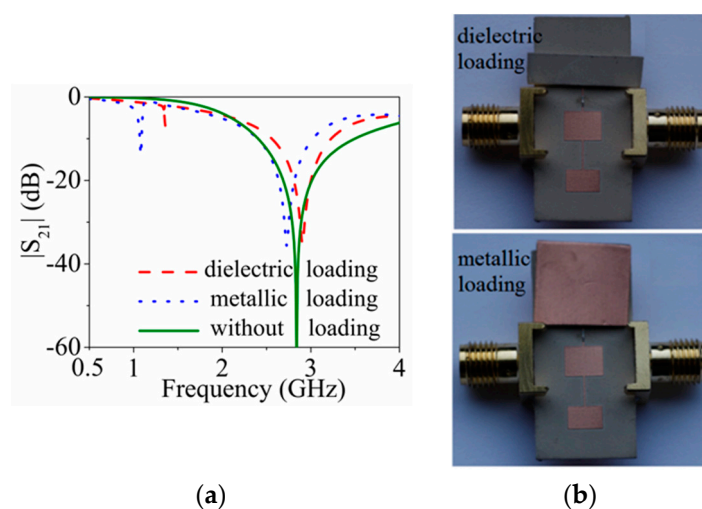 |S21| (dB)
0
-20
-40
-60
dielectric loading
metallic loading
without loading
0.5 1 2 3 4
Frequency (GHz)
(a)
dielectric
loading
metallic
loading
(b)